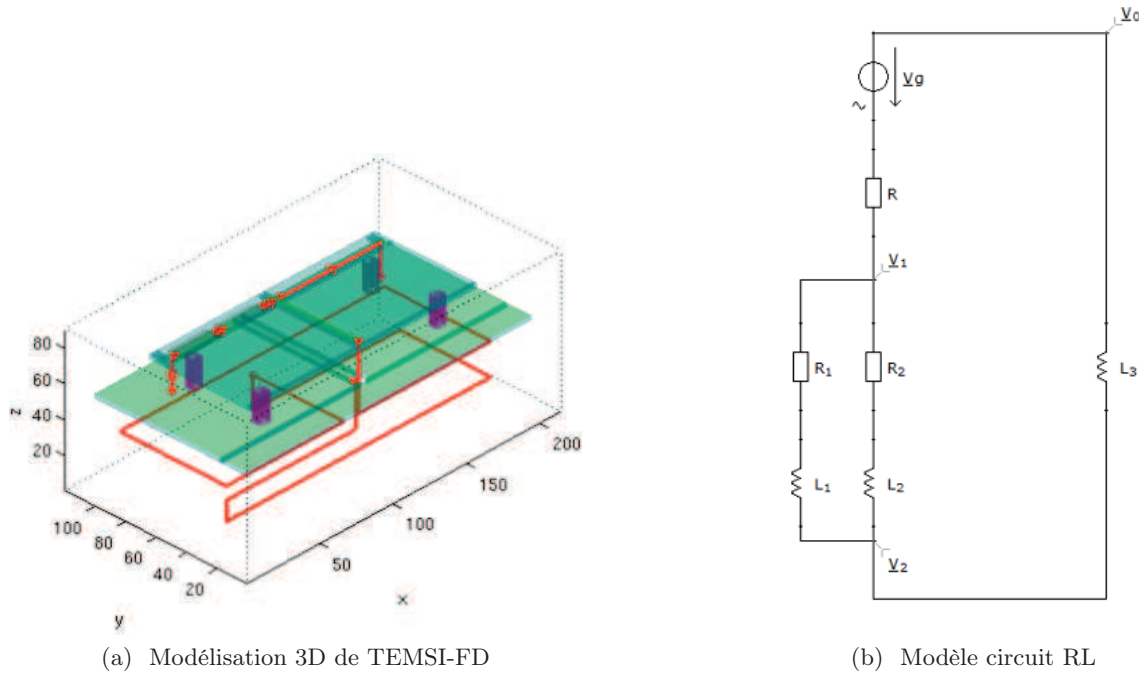 80
60
40
20
z
100
80
60
40
20
y
50
100
150
200
x
(a) Modélisation 3D de TEMSI-FD
V0
Vg
~
R
V1
R1
R2
L3
L1
L2
V2
(b) Modèle circuit RL